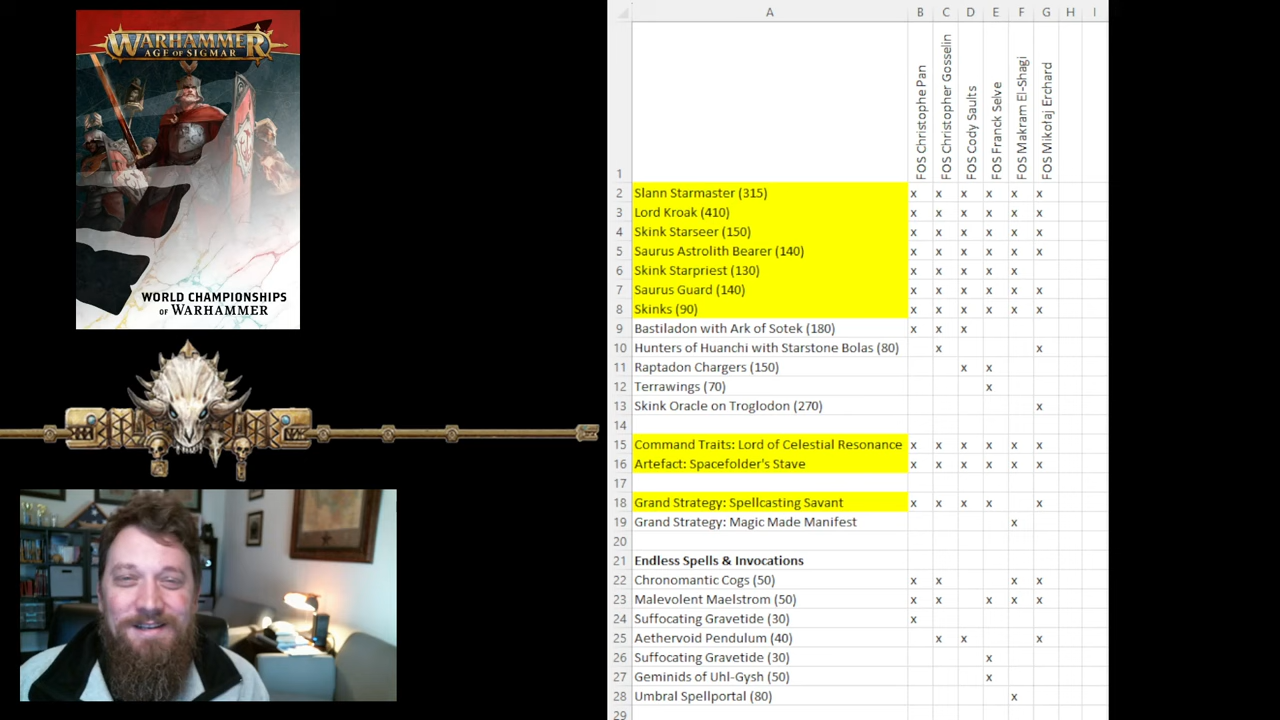 WARHAMMER
AGE OF SIGMAR
WORLD CHAMPIONSHIPS
OF WARHAMMER
A B C D E F G H I
1 FOS Christophe Pan FOS Christopher Gosselin FOS Cody Saults FOS Franck Selve FOS Makram El-Shagi FOS Mikołaj Erchard
2 Slann Starmaster (315) x x x x x x
3 Lord Kroak (410) x x x x x x
4 Skink Starseer (150) x x x x x x
5 Saurus Astrolith Bearer (140) x x x x x x
6 Skink Starpriest (130) x x x x x
7 Saurus Guard (140) x x x x x x
8 Skinks (90) x x x x x x
9 Bastiladon with Ark of Sotek (180) x x x
10 Hunters of Huanchi with Starstone Bolas (80) x x
11 Raptadon Chargers (150) x x
12 Terrawings (70) x
13 Skink Oracle on Troglodon (270) x
14
15 Command Traits: Lord of Celestial Resonance x x x x x x
16 Artefact: Spacefolder's Stave x x x x x x
17
18 Grand Strategy: Spellcasting Savant x x x x x
19 Grand Strategy: Magic Made Manifest x
20
21 Endless Spells & Invocations
22 Chronomantic Cogs (50) x x x x
23 Malevolent Maelstrom (50) x x x x x
24 Suffocating Gravetide (30) x
25 Aethervoid Pendulum (40) x x x
26 Suffocating Gravetide (30) x
27 Geminids of Uhl-Gysh (50) x
28 Umbral Spellportal (80) x
29